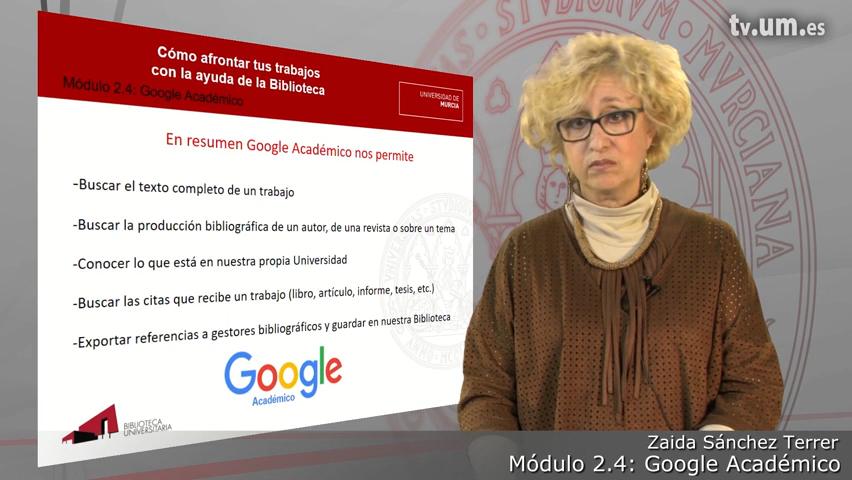 tv.um.es
Cómo afrontar tus trabajos
con la ayuda de la Biblioteca
Módulo 2.4: Google Académico
UNIVERSIDAD DE
MURCIA
En resumen Google Académico nos permite
-Buscar el texto completo de un trabajo
-Buscar la producción bibliográfica de un autor, de una revista o sobre un tema
-Conocer lo que está en nuestra propia Universidad
-Buscar las citas que recibe un trabajo (libro, artículo, informe, tesis, etc.)
-Exportar referencias a gestores bibliográficos y guardar en nuestra Biblioteca
Google
Académico
BIBLIOTECA
UNIVERSITARIA
Zaida Sánchez Terrer
Módulo 2.4: Google Académico